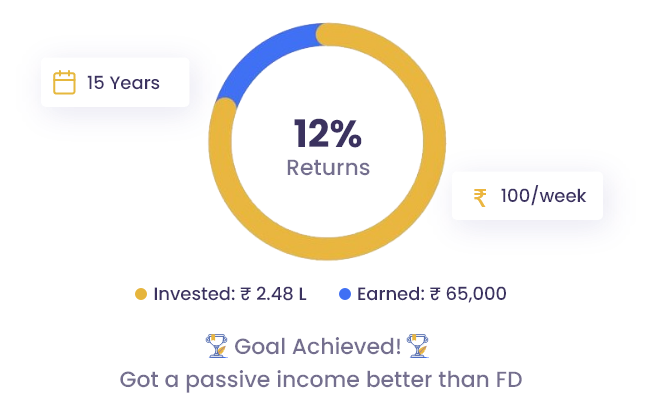 15 Years
12%
Returns
₹ 100/week
Invested: ₹ 2.48 L
Earned: ₹ 65,000
Goal Achieved!
Got a passive income better than FD